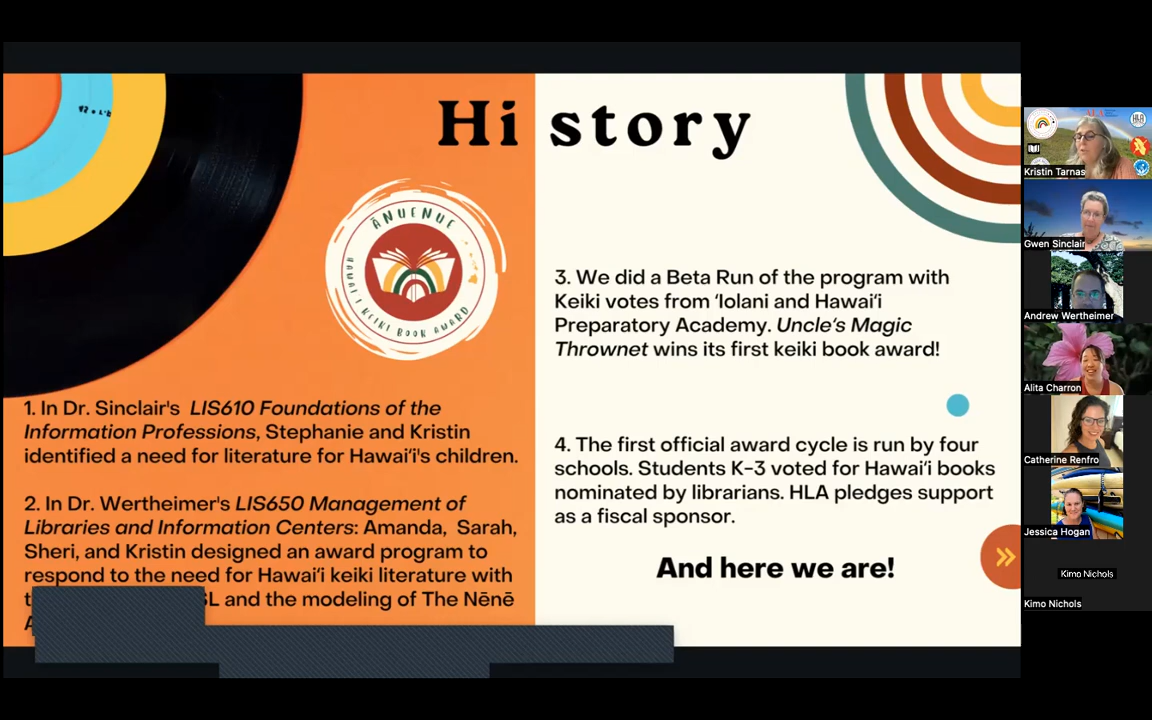 Hi story
ĀNUENUE
HAWAIʻI KEIKI BOOK AWARD
1. In Dr. Sinclair's LIS610 Foundations of the
Information Professions, Stephanie and Kristin
identified a need for literature for Hawaiʻi's children.
2. In Dr. Wertheimer's LIS650 Management of
Libraries and Information Centers: Amanda, Sarah,
Sheri, and Kristin designed an award program to
respond to the need for Hawaiʻi keiki literature with
and the modeling of The Nēnē
3. We did a Beta Run of the program with
Keiki votes from ʻIolani and Hawaiʻi
Preparatory Academy. Uncle's Magic
Thrownet wins its first keiki book award!
4. The first official award cycle is run by four
schools. Students K-3 voted for Hawaiʻi books
nominated by librarians. HLA pledges support
as a fiscal sponsor.
And here we are!
Kristin Tarnas
Gwen Sinclair
Andrew Wertheimer
Alita Charron
Catherine Renfro
Jessica Hogan
Kimo Nichols
Kimo Nichols